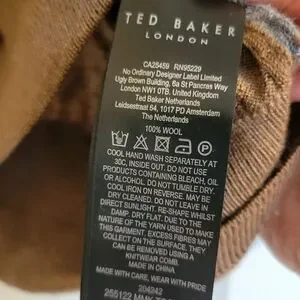 TED BAKER
LONDON
CA25459 RN95229
No Ordinary Designer Label Limited
Ugly Brown Building, 6a St Pancras Way
London NW1 0TB. United Kingdom
Ted Baker Netherlands
Leidsestraat 64, 1017 PD Amsterdam
The Netherlands
100% WOOL
COOL HAND WASH SEPARATELY AT
30C, INSIDE OUT. DO NOT USE
PRODUCTS CONTAINING BLEACH, OIL
OR ALCOHOL. DO NOT TUMBLE DRY.
COOL IRON ON REVERSE. MAY BE
DRY CLEANED. DO NOT LEAVE IN
DIRECT SUNLIGHT. RE-SHAPE WHILST
DAMP. DRY FLAT. DUE TO THE
NATURE OF THE YARN USED TO MAKE
THIS GARMENT, EXCESS FIBRES CAN
COLLECT ON THE SURFACE. THEY
CAN BE REMOVED USING A
KNITWEAR COMB.
MADE IN CHINA
MADE WITH CARE, WEAR WITH PRIDE
204242
265122